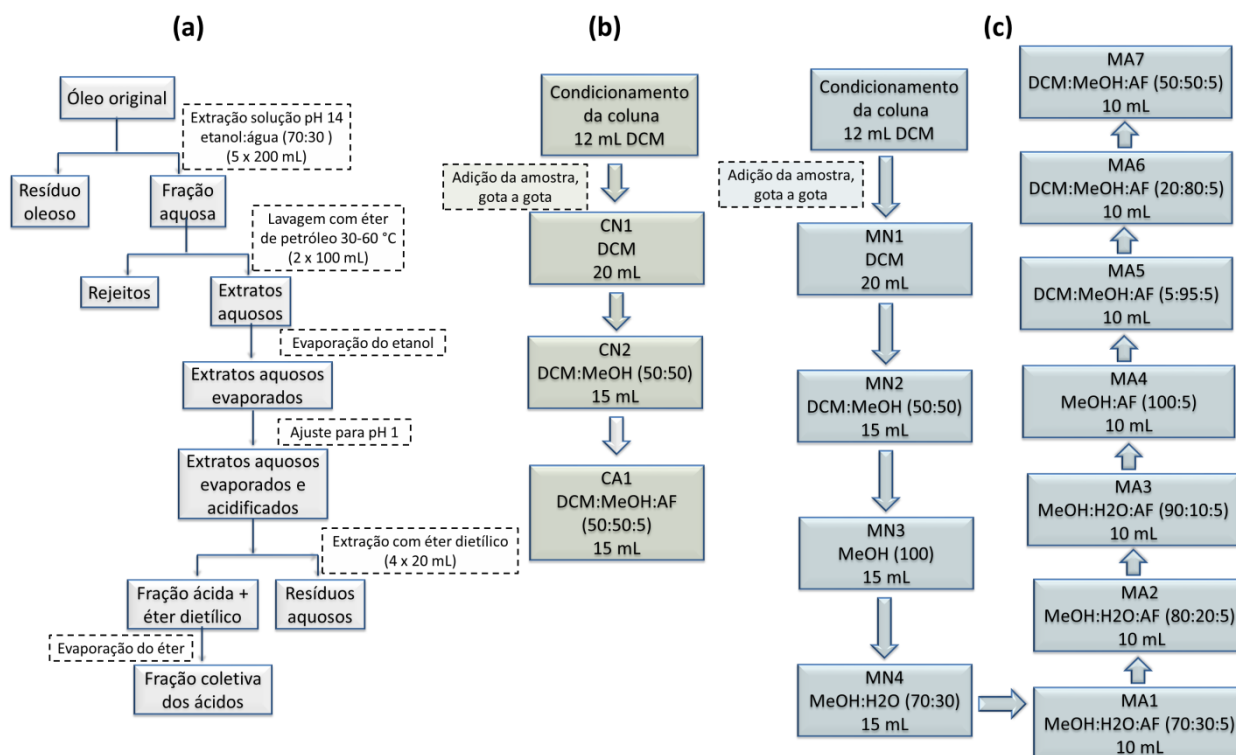 (a)
Óleo original
Extração solução pH 14
etanol:água (70:30 )
(5 x 200 mL)
Resíduo
oleoso
Fração
aquosa
Lavagem com éter
de petróleo 30-60 °C
(2 x 100 mL)
Rejeitos
Extratos
aquosos
Evaporação do etanol
Extratos aquosos
evaporados
Ajuste para pH 1
Extratos aquosos
evaporados e
acidificados
Extração com éter dietílico
(4 x 20 mL)
Fração ácida +
éter dietílico
Resíduos
aquosos
Evaporação do éter
Fração coletiva
dos ácidos
(b)
Condicionamento
da coluna
12 mL DCM
Adição da amostra,
gota a gota
CN1
DCM
20 mL
CN2
DCM:MeOH (50:50)
15 mL
CA1
DCM:MeOH:AF
(50:50:5)
15 mL
(c)
Condicionamento
da coluna
12 mL DCM
Adição da amostra,
gota a gota
MN1
DCM
20 mL
MN2
DCM:MeOH (50:50)
15 mL
MN3
MeOH (100)
15 mL
MN4
MeOH:H2O (70:30)
15 mL
MA1
MeOH:H2O:AF (70:30:5)
10 mL
MA2
MeOH:H2O:AF (80:20:5)
10 mL
MA3
MeOH:H2O:AF (90:10:5)
10 mL
MA4
MeOH:AF (100:5)
10 mL
MA5
DCM:MeOH:AF (5:95:5)
10 mL
MA6
DCM:MeOH:AF (20:80:5)
10 mL
MA7
DCM:MeOH:AF (50:50:5)
10 mL